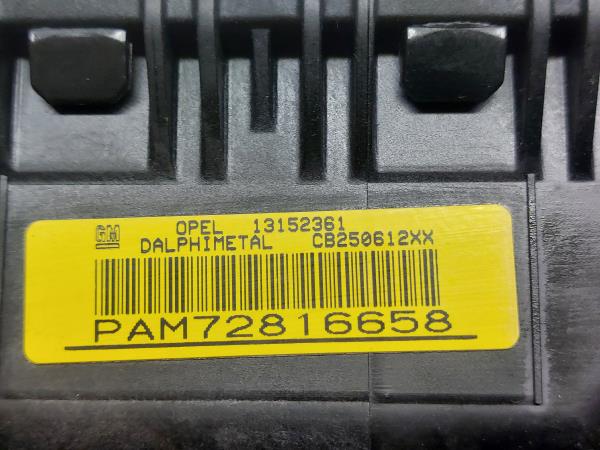 GM OPEL 13152361
DALPHIMETAL CB250612XX
PAM72816658